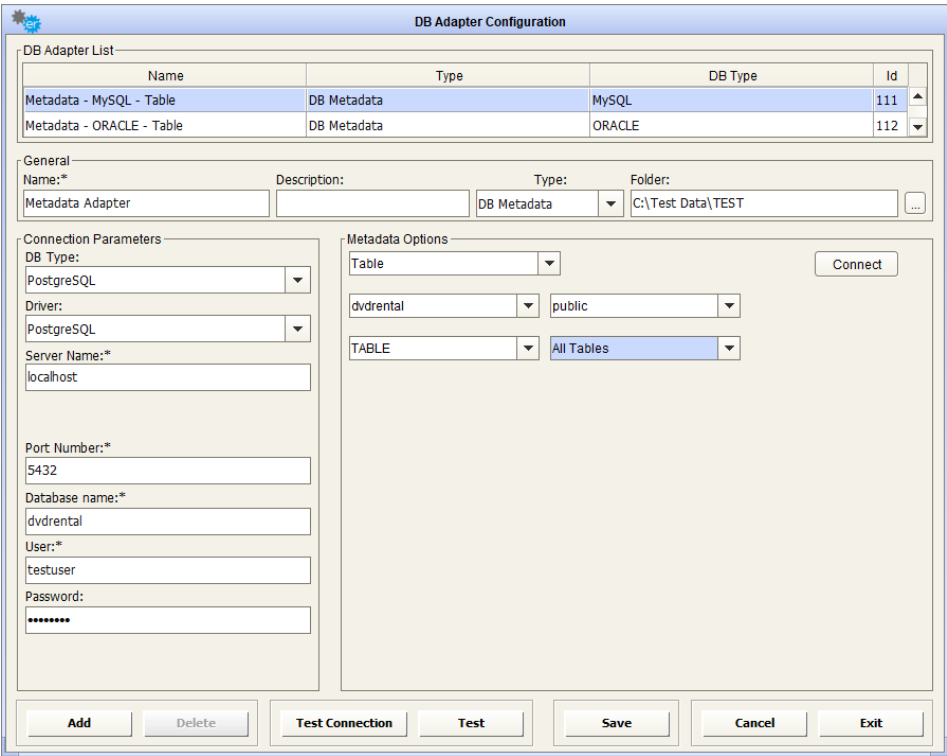 er
DB Adapter Configuration
DB Adapter List
Name Type DB Type Id
Metadata - MySQL - Table DB Metadata MySQL 111
Metadata - ORACLE - Table DB Metadata ORACLE 112
General
Name:* Description: Type: Folder:
Metadata Adapter DB Metadata C:\Test Data\TEST ...
Connection Parameters
DB Type:
PostgreSQL
Driver:
PostgreSQL
Server Name:*
localhost
Port Number:*
5432
Database name:*
dvdrental
User:*
testuser
Password:
••••••••
Metadata Options
Table Connect
dvdrental public
TABLE All Tables
Add Delete Test Connection Test Save Cancel Exit